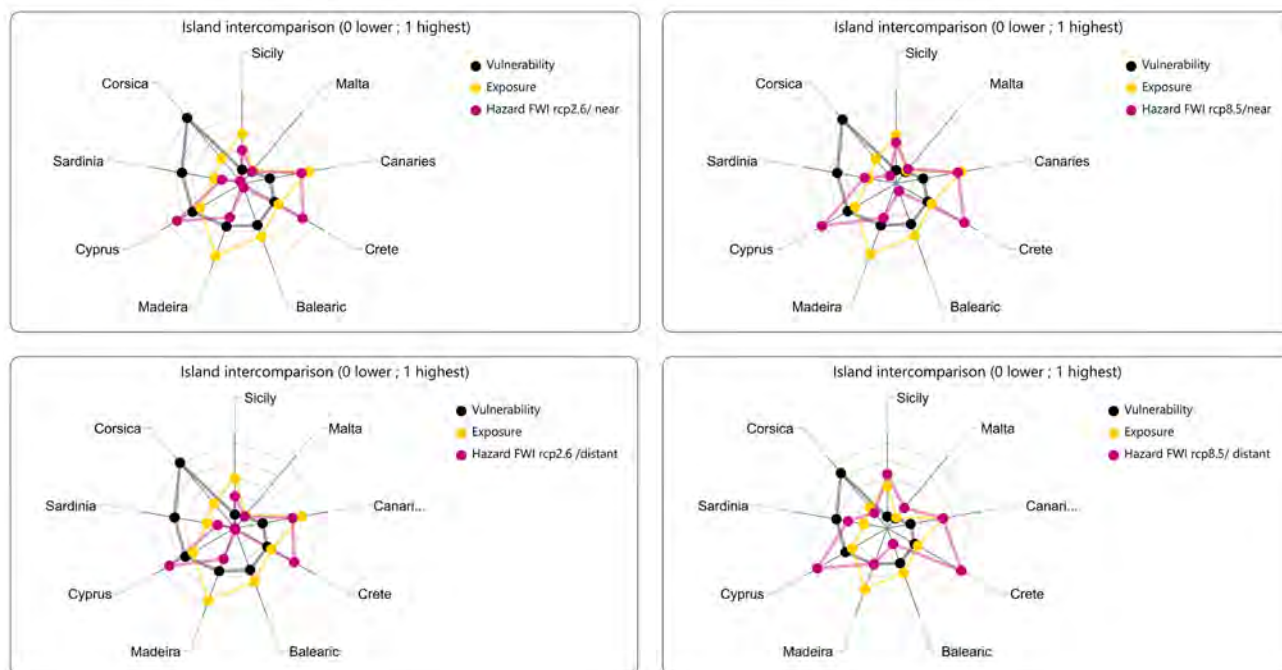 Island intercomparison (0 lower ; 1 highest)
Sicily
Vulnerability
Corsica
Malta
Exposure
Hazard FWI rcp2.6/ near
Sardinia
Canaries
Cyprus
Crete
Madeira
Balearic
Island intercomparison (0 lower ; 1 highest)
Sicily
Vulnerability
Corsica
Malta
Exposure
Hazard FWI rcp8.5/near
Sardinia
Canaries
Cyprus
Crete
Madeira
Balearic
Island intercomparison (0 lower ; 1 highest)
Sicily
Vulnerability
Corsica
Malta
Exposure
Hazard FWI rcp2.6 /distant
Sardinia
Canari...
Cyprus
Crete
Madeira
Balearic
Island intercomparison (0 lower ; 1 highest)
Sicily
Vulnerability
Corsica
Malta
Exposure
Hazard FWI rcp8.5/ distant
Sardinia
Canari...
Cyprus
Crete
Madeira
Balearic